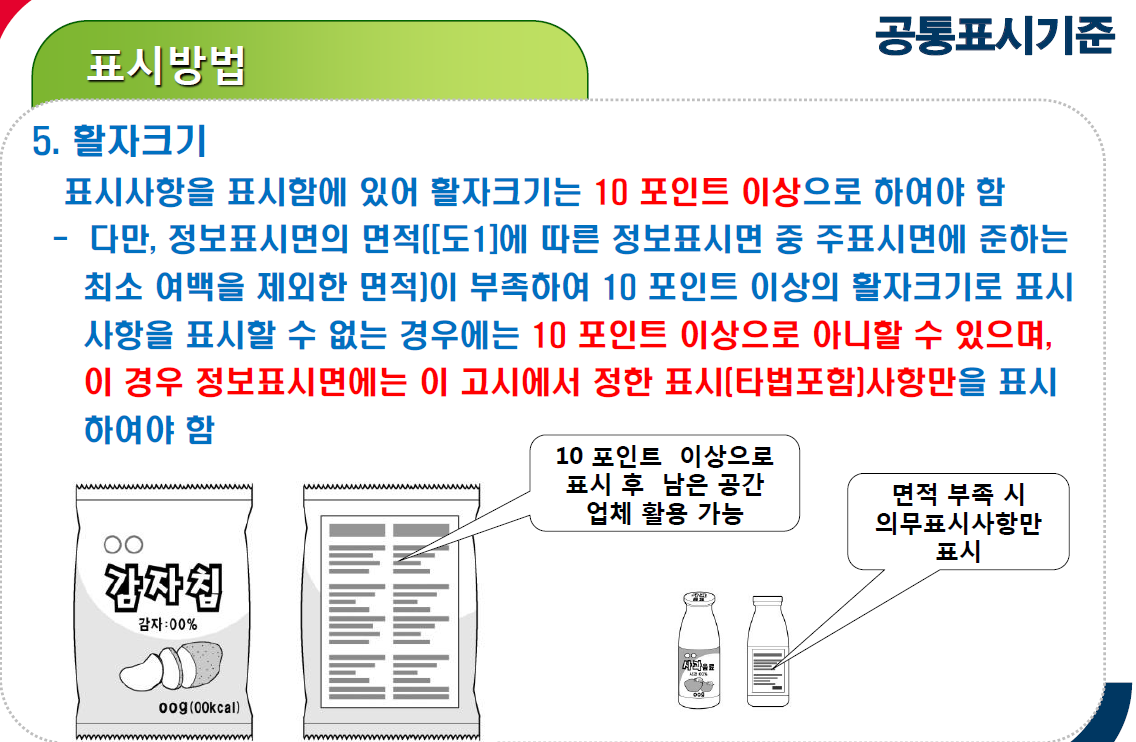 공통표시기준
표시방법
5. 활자크기
표시사항을 표시함에 있어 활자크기는 10 포인트 이상으로 하여야 함
- 다만, 정보표시면의 면적([도1]에 따른 정보표시면 중 주표시면에 준하는
최소 여백을 제외한 면적)이 부족하여 10 포인트 이상의 활자크기로 표시
사항을 표시할 수 없는 경우에는 10 포인트 이상으로 아니할 수 있으며,
이 경우 정보표시면에는 이 고시에서 정한 표시(타법포함)사항만을 표시
하여야 함
10 포인트 이상으로
표시 후 남은 공간
업체 활용 가능
면적 부족 시
의무표시사항만
표시
○○
감자칩
감자:00%
00g(00kcal)
○○
사과음료
사과 00%
00g